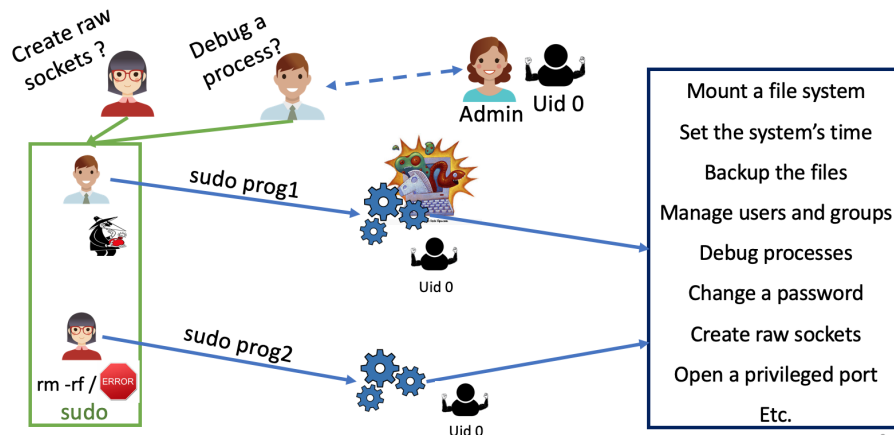 Create raw
sockets ?
Debug a
process?
Admin
Uid 0
sudo prog1
Uid 0
sudo prog2
Uid 0
rm -rf /
ERROR
sudo
Mount a file system
Set the system's time
Backup the files
Manage users and groups
Debug processes
Change a password
Create raw sockets
Open a privileged port
Etc.